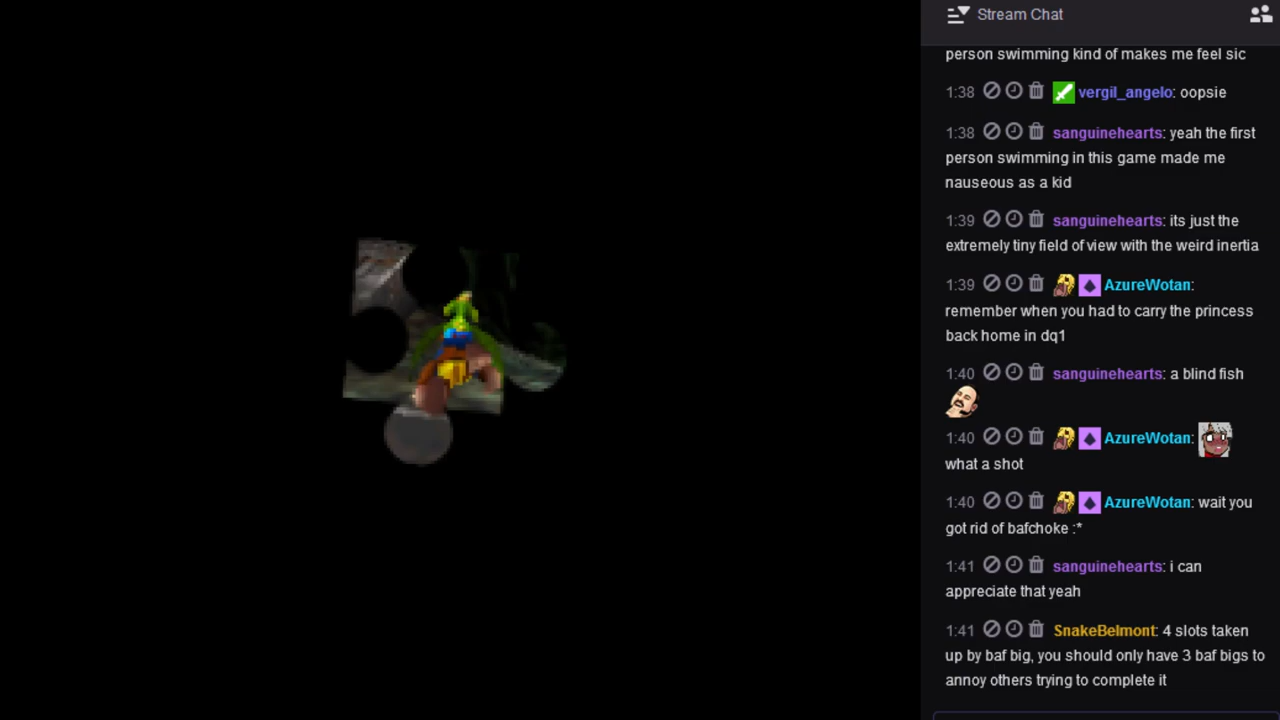 Stream Chat
person swimming kind of makes me feel sic
1:38 vergil_angelo: oopsie
1:38 sanguinehearts: yeah the first
person swimming in this game made me
nauseous as a kid
1:39 sanguinehearts: its just the
extremely tiny field of view with the weird inertia
1:39 AzureWotan:
remember when you had to carry the princess
back home in dq1
1:40 sanguinehearts: a blind fish
1:40 AzureWotan:
what a shot
1:40 AzureWotan: wait you
got rid of bafchoke :*
1:41 sanguinehearts: i can
appreciate that yeah
1:41 SnakeBelmont: 4 slots taken
up by baf big, you should only have 3 baf bigs to
annoy others trying to complete it